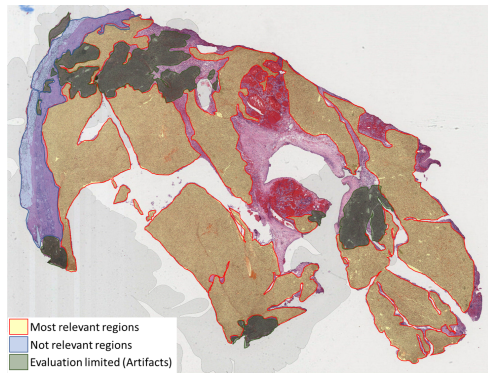 Most relevant regions
Not relevant regions
Evaluation limited (Artifacts)